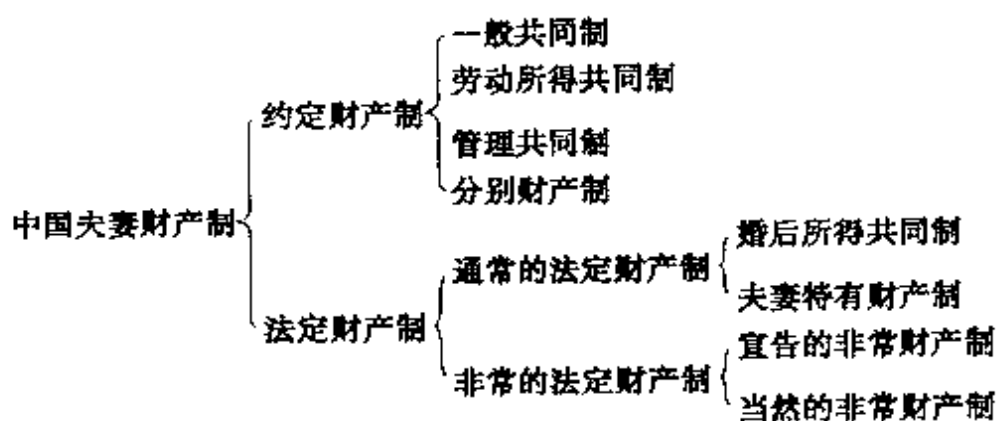 中国夫妻财产制
约定财产制
一般共同制
劳动所得共同制
管理共同制
分别财产制
法定财产制
通常的法定财产制
婚后所得共同制
夫妻特有财产制
非常的法定财产制
宣告的非常财产制
当然的非常财产制